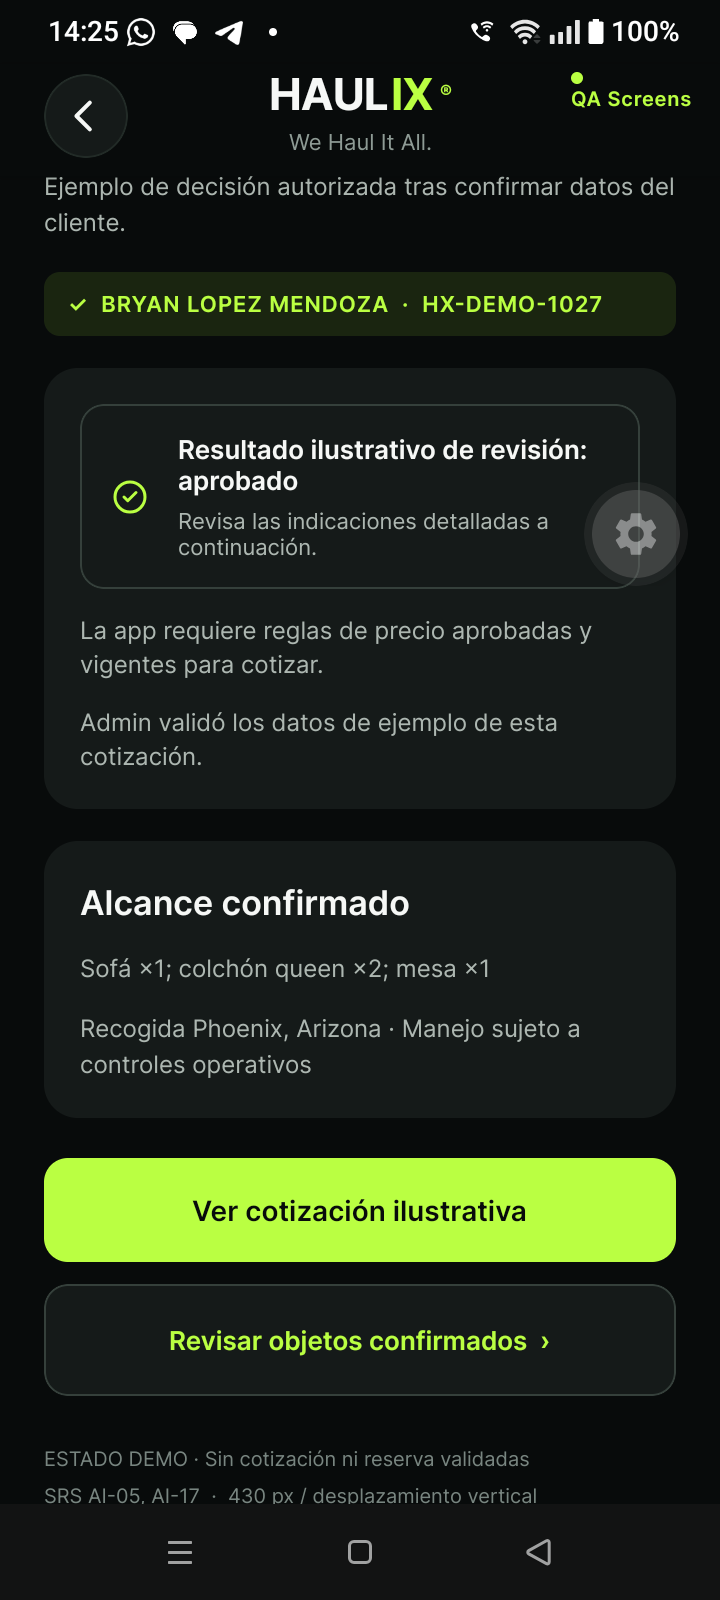 14:25 100%
HAULIX ®
We Haul It All.
QA Screens
Ejemplo de decisión autorizada tras confirmar datos del
cliente.
✓ BRYAN LOPEZ MENDOZA · HX-DEMO-1027
Resultado ilustrativo de revisión:
aprobado
Revisa las indicaciones detalladas a
continuación.
La app requiere reglas de precio aprobadas y
vigentes para cotizar.
Admin validó los datos de ejemplo de esta
cotización.
Alcance confirmado
Sofá ×1; colchón queen ×2; mesa ×1
Recogida Phoenix, Arizona · Manejo sujeto a
controles operativos
Ver cotización ilustrativa
Revisar objetos confirmados ›
ESTADO DEMO · Sin cotización ni reserva validadas
SRS AI-05, AI-17 · 430 px / desplazamiento vertical